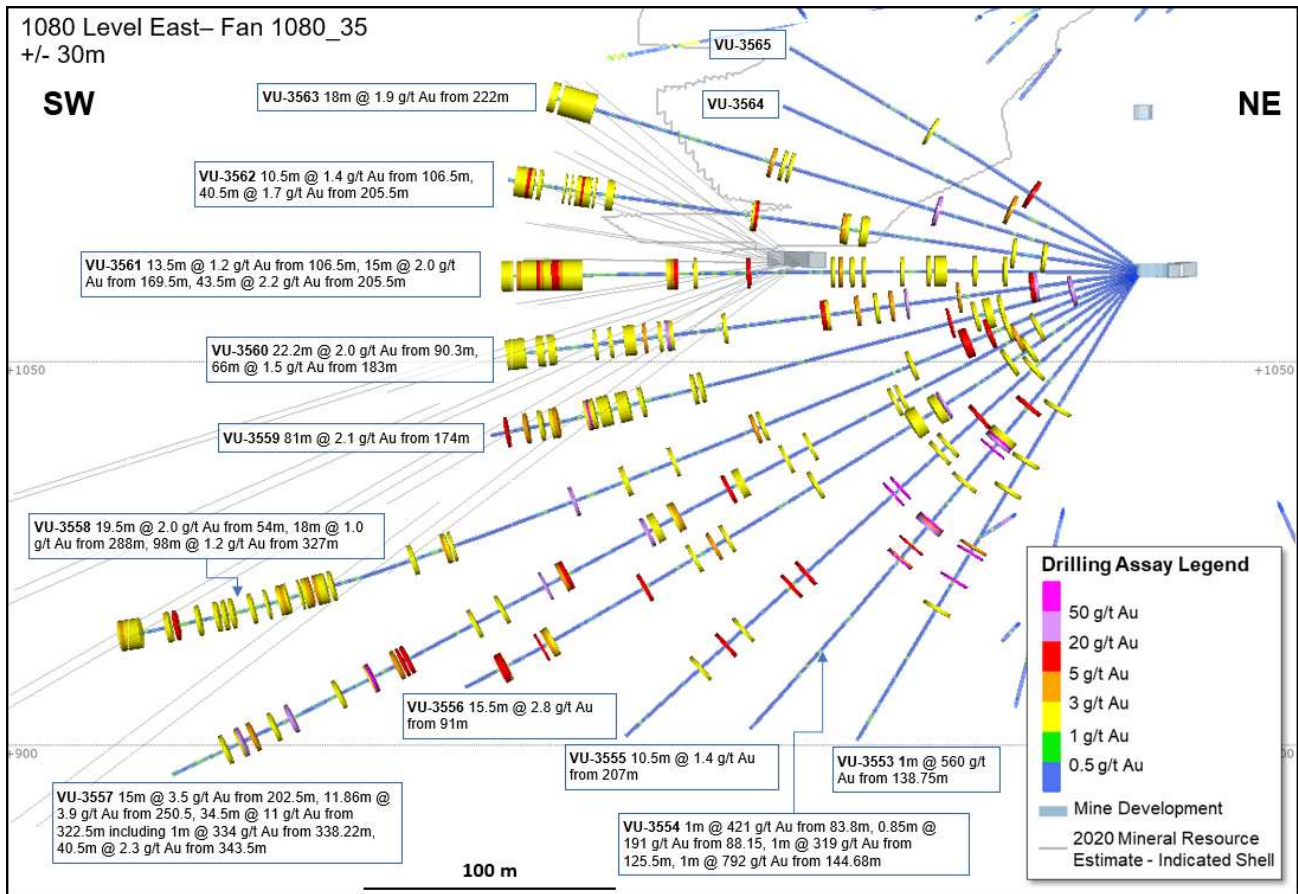 1080 Level East– Fan 1080_35
+/- 30m
SW
NE
VU-3565
VU-3564
VU-3563 18m @ 1.9 g/t Au from 222m
VU-3562 10.5m @ 1.4 g/t Au from 106.5m,
40.5m @ 1.7 g/t Au from 205.5m
VU-3561 13.5m @ 1.2 g/t Au from 106.5m, 15m @ 2.0 g/t
Au from 169.5m, 43.5m @ 2.2 g/t Au from 205.5m
VU-3560 22.2m @ 2.0 g/t Au from 90.3m,
66m @ 1.5 g/t Au from 183m
+1050
+1050
VU-3559 81m @ 2.1 g/t Au from 174m
VU-3558 19.5m @ 2.0 g/t Au from 54m, 18m @ 1.0
g/t Au from 288m, 98m @ 1.2 g/t Au from 327m
VU-3556 15.5m @ 2.8 g/t Au
from 91m
+900
VU-3555 10.5m @ 1.4 g/t Au
from 207m
VU-3553 1m @ 560 g/t
Au from 138.75m
VU-3557 15m @ 3.5 g/t Au from 202.5m, 11.86m @
3.9 g/t Au from 250.5, 34.5m @ 11 g/t Au from
322.5m including 1m @ 334 g/t Au from 338.22m,
40.5m @ 2.3 g/t Au from 343.5m
VU-3554 1m @ 421 g/t Au from 83.8m, 0.85m @
191 g/t Au from 88.15, 1m @ 319 g/t Au from
125.5m, 1m @ 792 g/t Au from 144.68m
100 m
Drilling Assay Legend
50 g/t Au
20 g/t Au
5 g/t Au
3 g/t Au
1 g/t Au
0.5 g/t Au
Mine Development
2020 Mineral Resource
Estimate - Indicated Shell